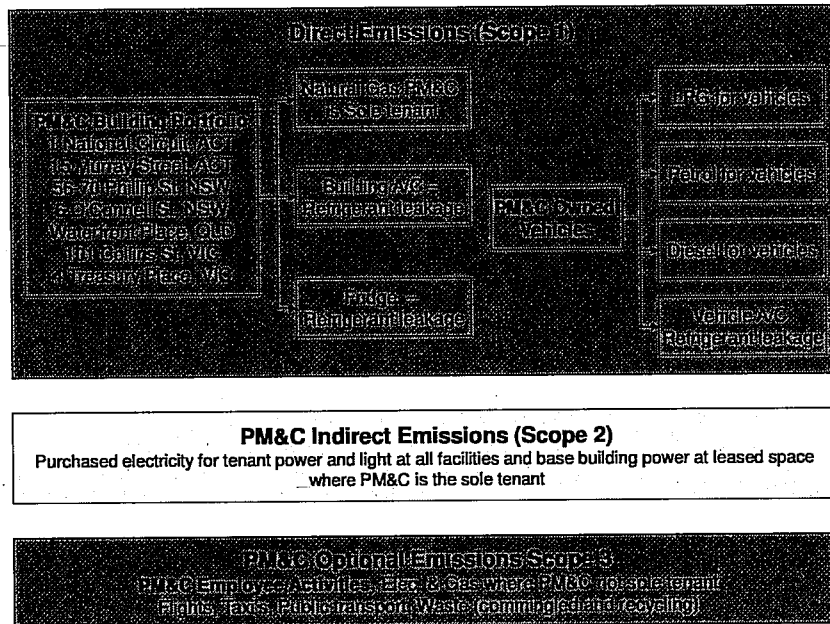 Direct Emissions (Scope 1)
PM&C Building Portfolio
1 National Circuit, ACT
15 Murray Street, ACT
56-70 Phillip St, NSW
6 O'Connell St, NSW
Waterfront Place, QLD
101 Collins St, VIC
4 Treasury Place, VIC
Natural Gas PM&C
is Sole tenant
Building A/C –
Refrigerant leakage
Fridge –
Refrigerant leakage
PM&C Owned
Vehicles
LPG for vehicles
Petrol for vehicles
Diesel for vehicles
Vehicle A/C
Refrigerant leakage
PM&C Indirect Emissions (Scope 2)
Purchased electricity for tenant power and light at all facilities and base building power at leased space
where PM&C is the sole tenant
PM&C Optional Emissions Scope 3
PM&C Employee Activities, Elec & Gas where PM&C not sole tenant
Flights, Taxis, Public transport, Waste (commingled and recycling)